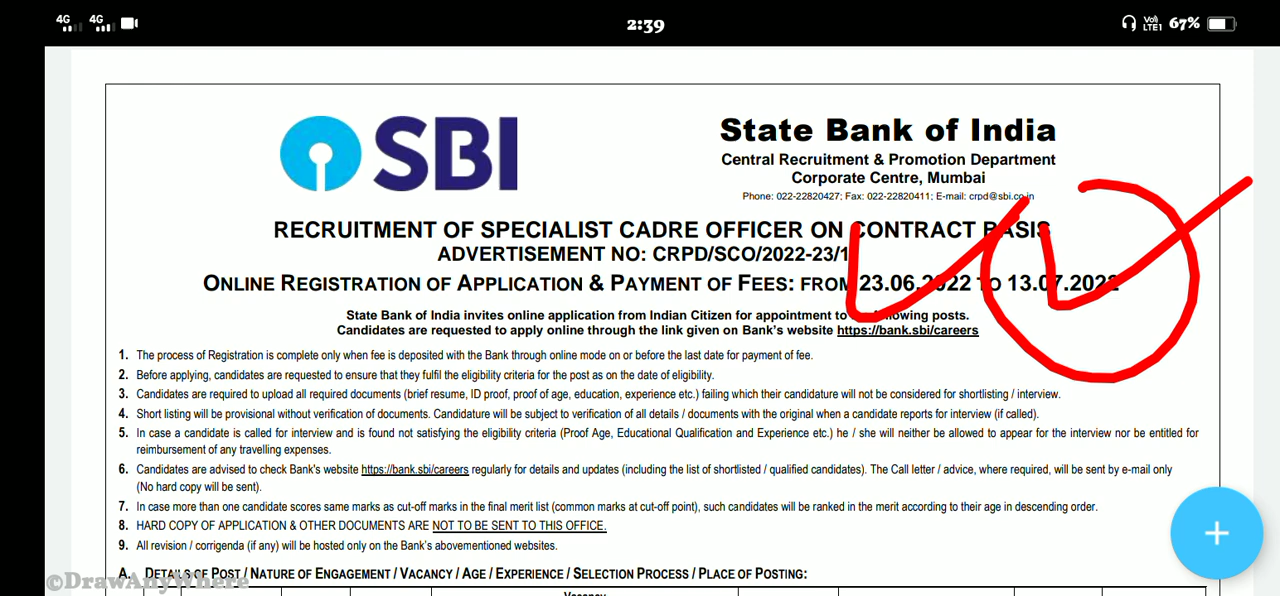 4G 4G 2:39 Vo) LTE1 67%
SBI
State Bank of India
Central Recruitment & Promotion Department
Corporate Centre, Mumbai
Phone: 022-22820427; Fax: 022-22820411; E-mail: crpd@sbi.co.in
RECRUITMENT OF SPECIALIST CADRE OFFICER ON CONTRACT BASIS
ADVERTISEMENT NO: CRPD/SCO/2022-23/1
ONLINE REGISTRATION OF APPLICATION & PAYMENT OF FEES: FROM 23.06.2022 TO 13.07.2022
State Bank of India invites online application from Indian Citizen for appointment to the following posts.
Candidates are requested to apply online through the link given on Bank's website https://bank.sbi/careers
1. The process of Registration is complete only when fee is deposited with the Bank through online mode on or before the last date for payment of fee.
2. Before applying, candidates are requested to ensure that they fulfil the eligibility criteria for the post as on the date of eligibility.
3. Candidates are required to upload all required documents (brief resume, ID proof, proof of age, education, experience etc.) failing which their candidature will not be considered for shortlisting / interview.
4. Short listing will be provisional without verification of documents. Candidature will be subject to verification of all details / documents with the original when a candidate reports for interview (if called).
5. In case a candidate is called for interview and is found not satisfying the eligibility criteria (Proof Age, Educational Qualification and Experience etc.) he / she will neither be allowed to appear for the interview nor be entitled for
reimbursement of any travelling expenses.
6. Candidates are advised to check Bank's website https://bank.sbi/careers regularly for details and updates (including the list of shortlisted / qualified candidates). The Call letter / advice, where required, will be sent by e-mail only
(No hard copy will be sent).
7. In case more than one candidate scores same marks as cut-off marks in the final merit list (common marks at cut-off point), such candidates will be ranked in the merit according to their age in descending order.
8. HARD COPY OF APPLICATION & OTHER DOCUMENTS ARE NOT TO BE SENT TO THIS OFFICE.
9. All revision / corrigenda (if any) will be hosted only on the Bank's abovementioned websites.
A. DETAILS OF POST / NATURE OF ENGAGEMENT / VACANCY / AGE / EXPERIENCE / SELECTION PROCESS / PLACE OF POSTING:
©DrawAnyWhere
Vacancy